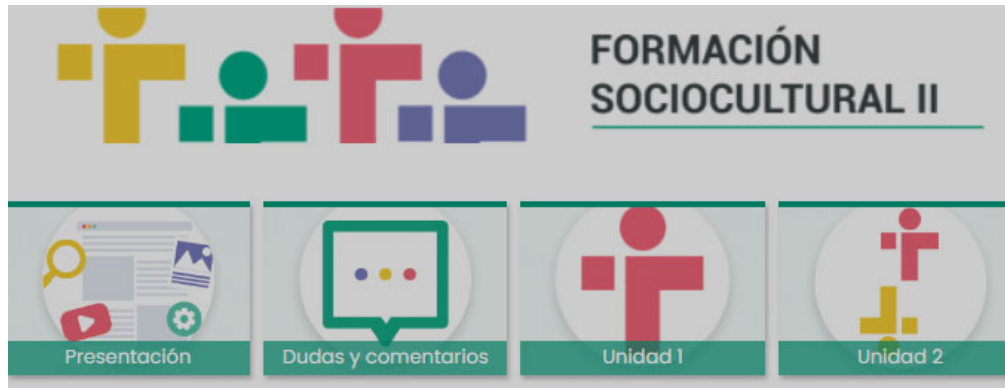 FORMACIÓN
SOCIOCULTURAL II
Presentación
Dudas y comentarios
Unidad 1
Unidad 2